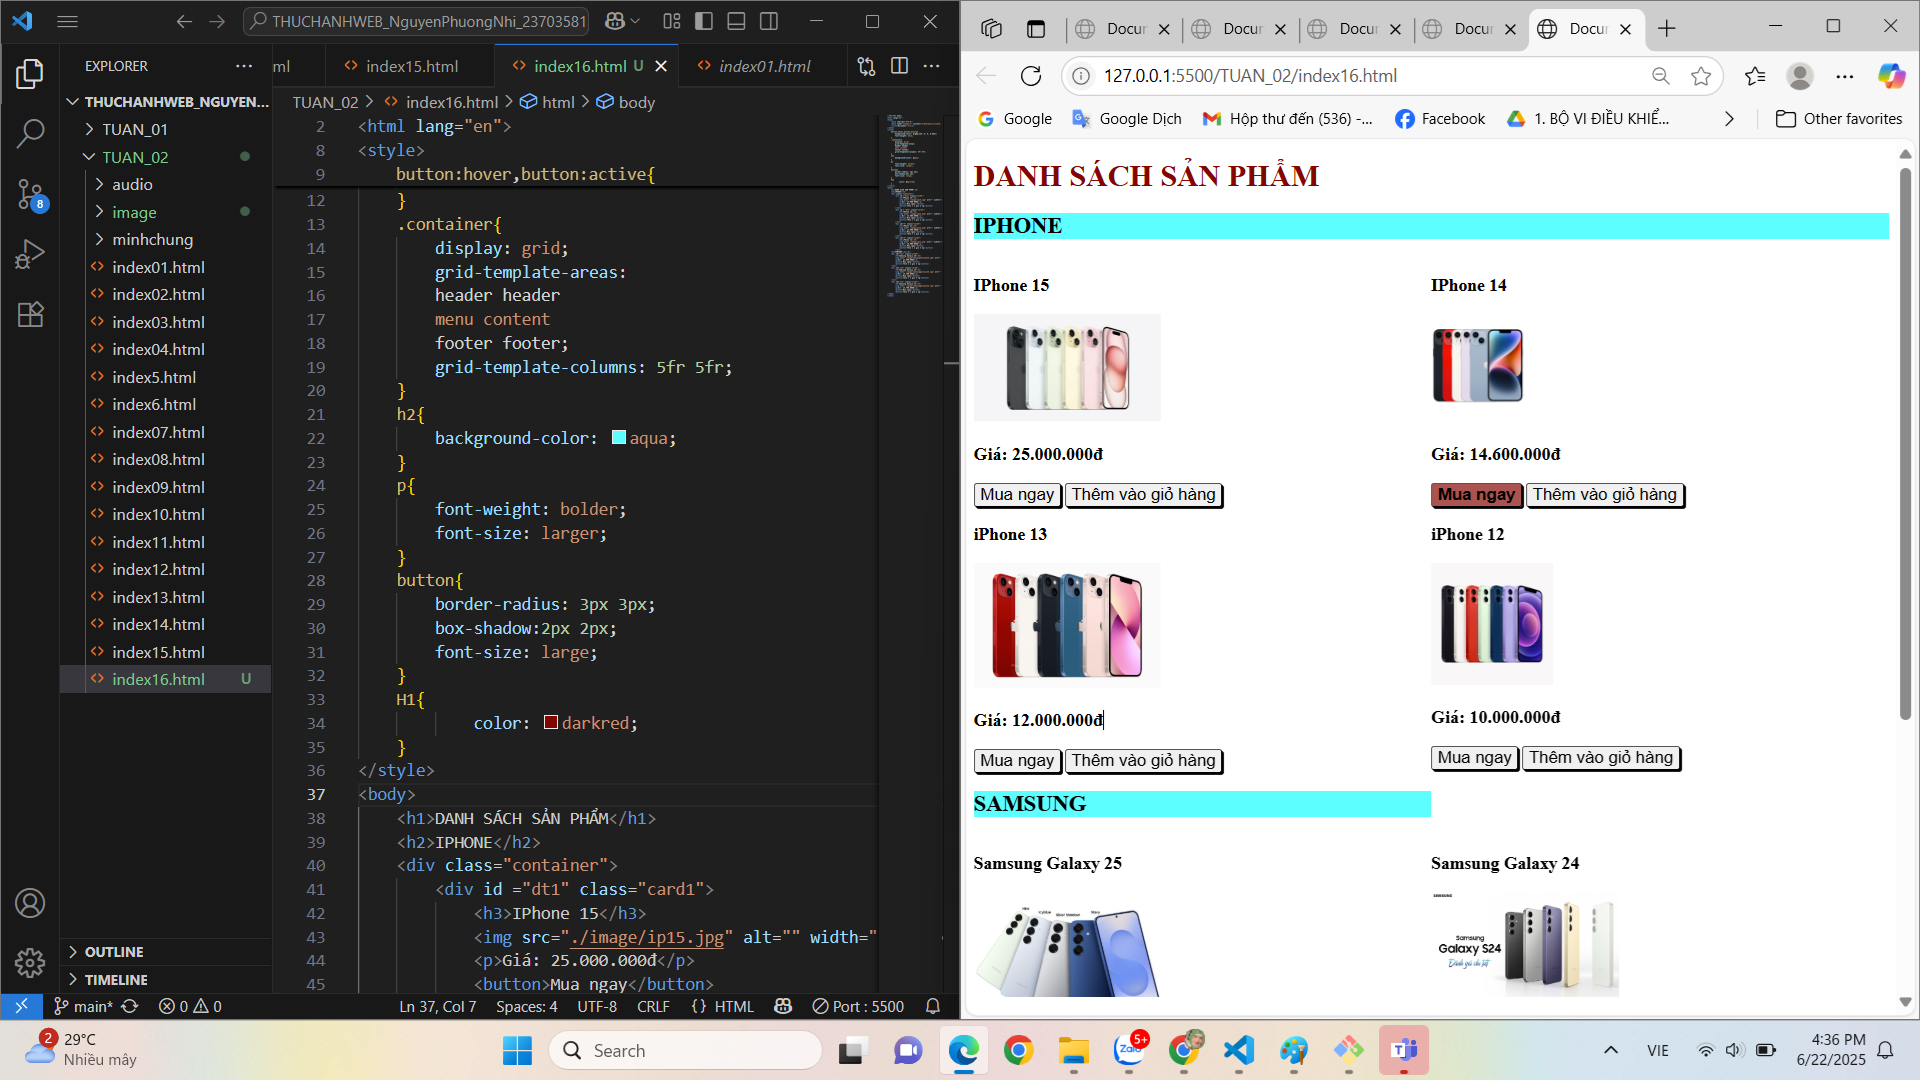 THUCHANHWEB_NguyenPhuongNhi_23703581
EXPLORER
THUCHANHWEB_NGUYEN...
TUAN_01
TUAN_02
audio
image
minhchung
index01.html
index02.html
index03.html
index04.html
index5.html
index6.html
index07.html
index08.html
index09.html
index10.html
index11.html
index12.html
index13.html
index14.html
index15.html
index16.html U
OUTLINE
TIMELINE
8
ml
index15.html
index16.html U
index01.html
TUAN_02 > index16.html > html > body
2 <html lang="en">
8 <style>
9 button:hover,button:active{
12 }
13 .container{
14 display: grid;
15 grid-template-areas:
16 header header
17 menu content
18 footer footer;
19 grid-template-columns: 5fr 5fr;
20 }
21 h2{
22 background-color: aqua;
23 }
24 p{
25 font-weight: bolder;
26 font-size: larger;
27 }
28 button{
29 border-radius: 3px 3px;
30 box-shadow:2px 2px;
31 font-size: large;
32 }
33 H1{
34 color: darkred;
35 }
36 </style>
37 <body>
38 <h1>DANH SÁCH SẢN PHẨM</h1>
39 <h2>IPHONE</h2>
40 <div class="container">
41 <div id ="dt1" class="card1">
42 <h3>IPhone 15</h3>
43 <img src="./image/ip15.jpg" alt="" width="
44 <p>Giá: 25.000.000đ</p>
45 <button>Mua ngay</button>
main* 0 0 Ln 37, Col 7 Spaces: 4 UTF-8 CRLF {} HTML Port : 5500
Docur Docur Docur Docur Docur
127.0.0.1:5500/TUAN_02/index16.html
Google Google Dịch Hộp thư đến (536) -... Facebook 1. BỘ VI ĐIỀU KHIỂ... Other favorites
DANH SÁCH SẢN PHẨM
IPHONE
IPhone 15 IPhone 14
Giá: 25.000.000đ Giá: 14.600.000đ
Mua ngay Thêm vào giỏ hàng Mua ngay Thêm vào giỏ hàng
iPhone 13 iPhone 12
Giá: 12.000.000đ Giá: 10.000.000đ
Mua ngay Thêm vào giỏ hàng Mua ngay Thêm vào giỏ hàng
SAMSUNG
Samsung Galaxy 25 Samsung Galaxy 24
SAMSUNG
Samsung
Galaxy S24
2 29°C
Nhiều mây
Search
Zalo 5+
VIE
4:36 PM
6/22/2025